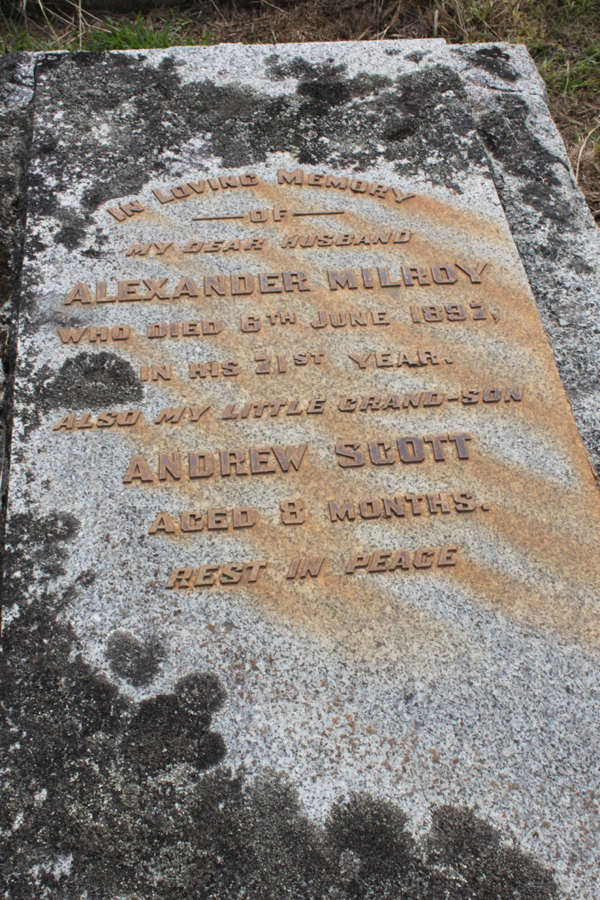 IN LOVING MEMORY
OF
MY DEAR HUSBAND
ALEXANDER MILROY
WHO DIED 6TH JUNE 1897,
IN HIS 71ST YEAR.
ALSO MY LITTLE GRAND-SON
ANDREW SCOTT
AGED 8 MONTHS.
REST IN PEACE